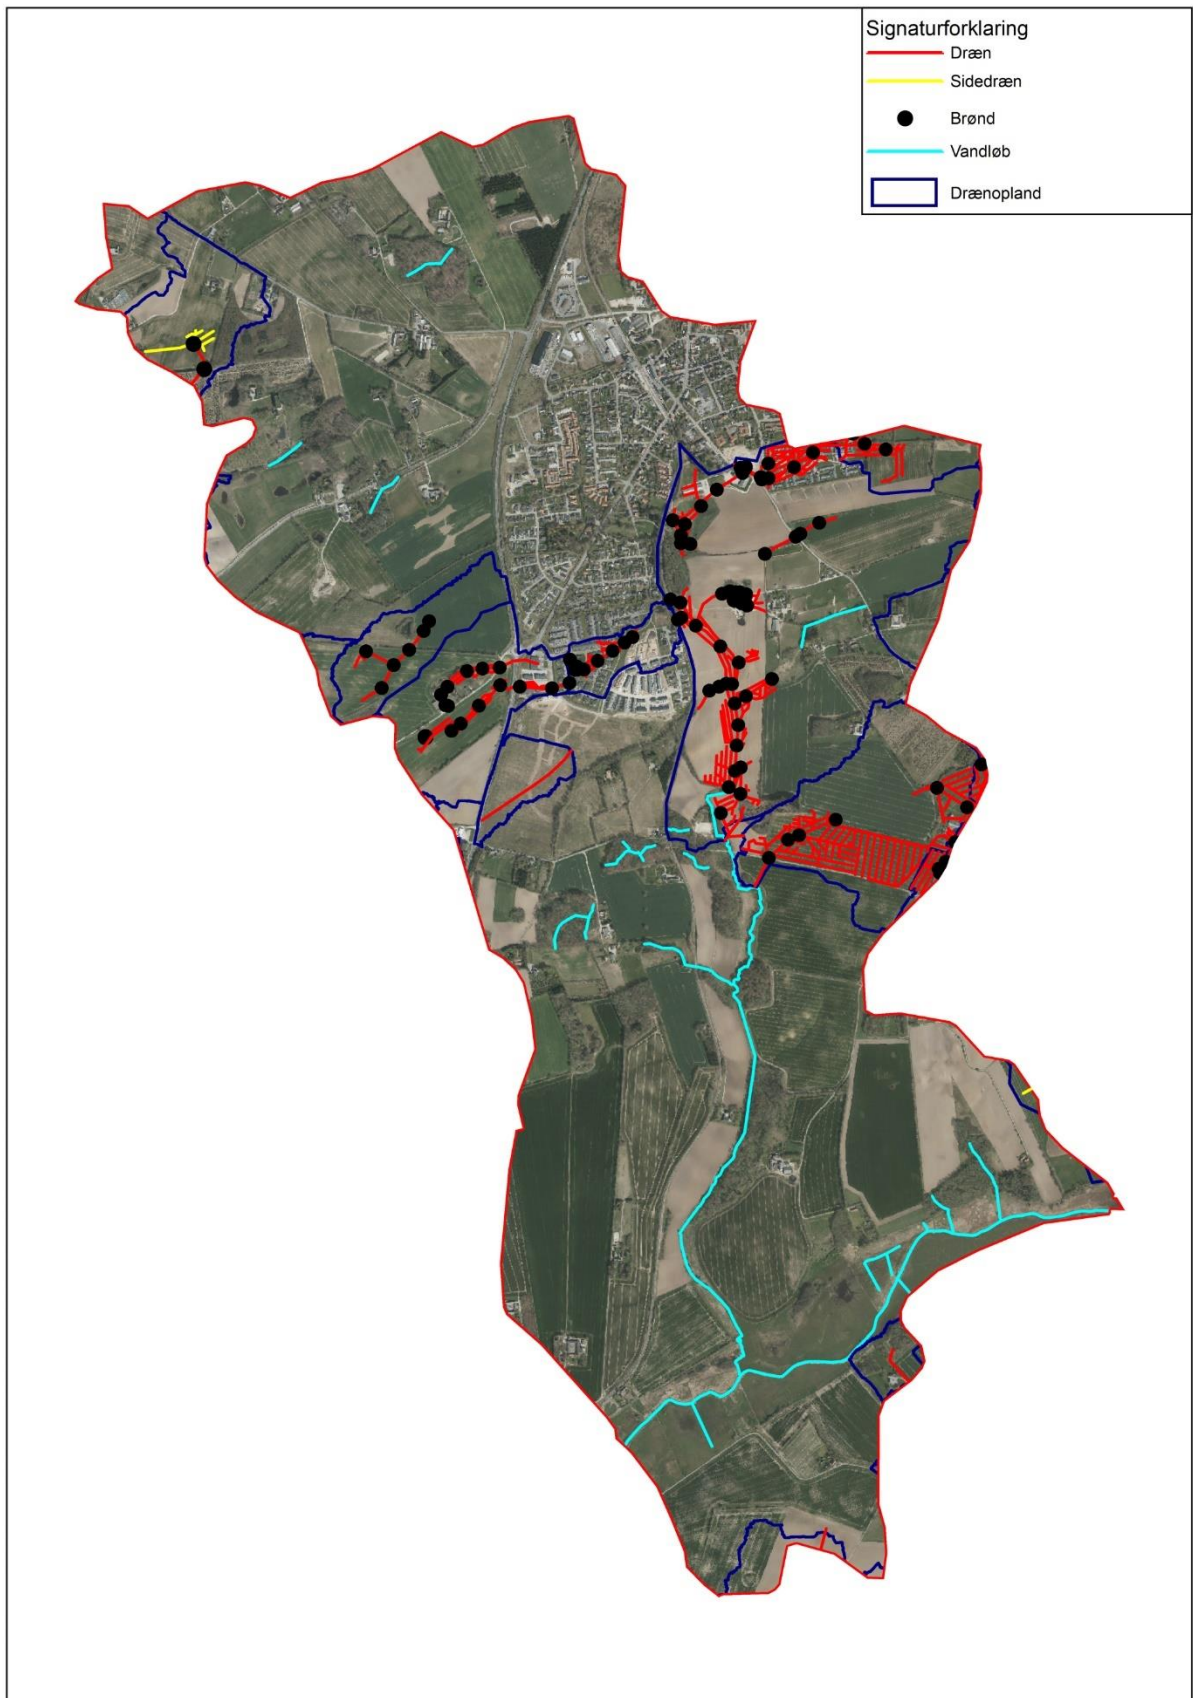 Signaturforklaring
Dræn
Sidedræn
Brønd
Vandløb
Drænopland